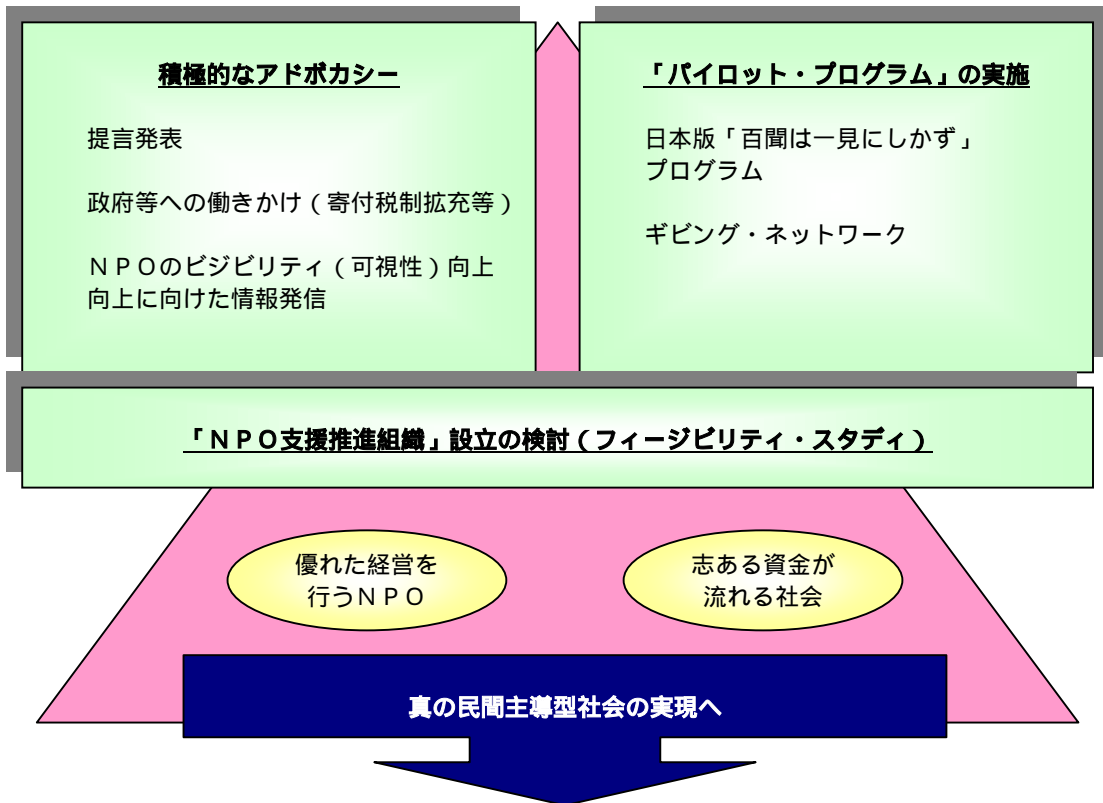 積極的なアドボカシー
提言発表
政府等への働きかけ（寄付税制拡充等）
ＮＰＯのビジビリティ（可視性）向上
向上に向けた情報発信
「パイロット・プログラム」の実施
日本版「百聞は一見にしかず」
プログラム
ギビング・ネットワーク
「ＮＰＯ支援推進組織」設立の検討（フィージビリティ・スタディ）
優れた経営を
行うＮＰＯ
志ある資金が
流れる社会
真の民間主導型社会の実現へ